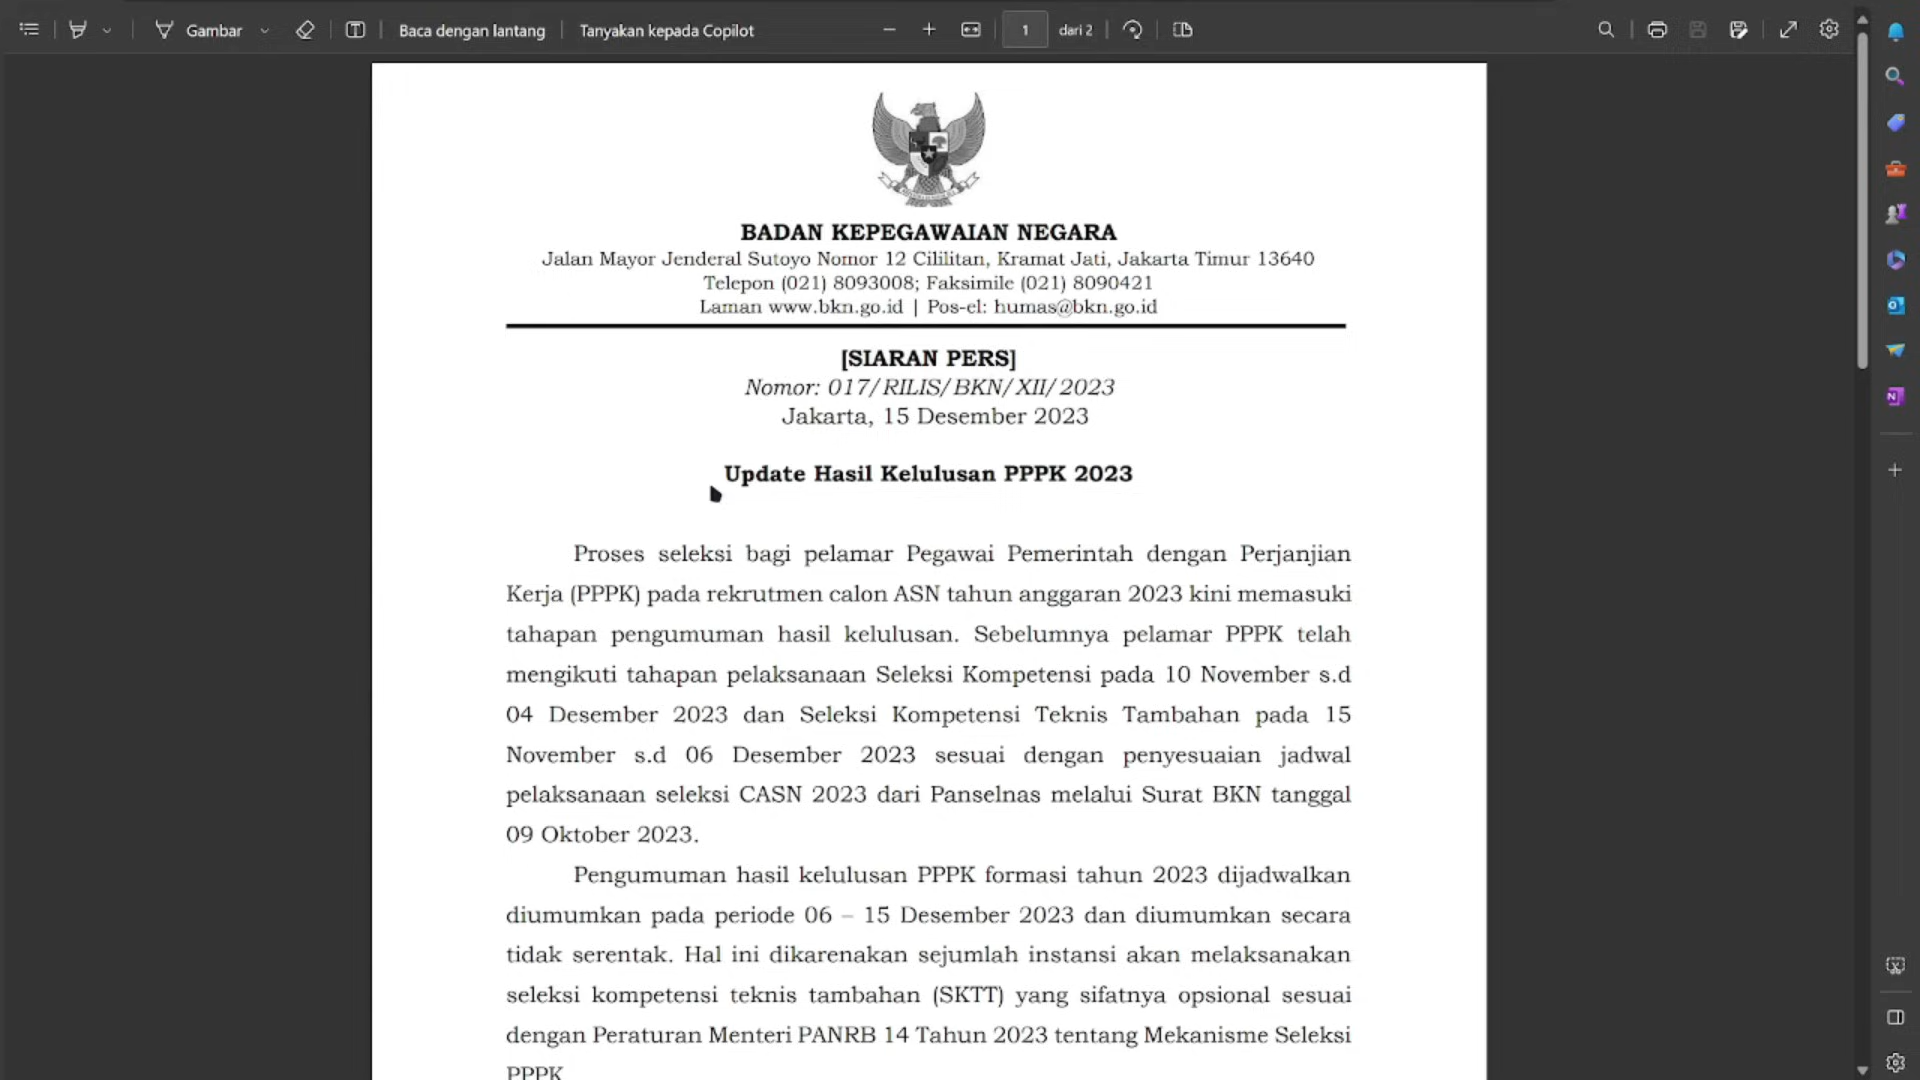 Gambar
Baca dengan lantang
Tanyakan kepada Copilot
1
dari 2
BADAN KEPEGAWAIAN NEGARA
Jalan Mayor Jenderal Sutoyo Nomor 12 Cililitan, Kramat Jati, Jakarta Timur 13640
Telepon (021) 8093008; Faksimile (021) 8090421
Laman www.bkn.go.id | Pos-el: humas@bkn.go.id
[SIARAN PERS]
Nomor: 017/RILIS/BKN/XII/2023
Jakarta, 15 Desember 2023
Update Hasil Kelulusan PPPK 2023
Proses seleksi bagi pelamar Pegawai Pemerintah dengan Perjanjian
Kerja (PPPK) pada rekrutmen calon ASN tahun anggaran 2023 kini memasuki
tahapan pengumuman hasil kelulusan. Sebelumnya pelamar PPPK telah
mengikuti tahapan pelaksanaan Seleksi Kompetensi pada 10 November s.d
04 Desember 2023 dan Seleksi Kompetensi Teknis Tambahan pada 15
November s.d 06 Desember 2023 sesuai dengan penyesuaian jadwal
pelaksanaan seleksi CASN 2023 dari Panselnas melalui Surat BKN tanggal
09 Oktober 2023.
Pengumuman hasil kelulusan PPPK formasi tahun 2023 dijadwalkan
diumumkan pada periode 06 – 15 Desember 2023 dan diumumkan secara
tidak serentak. Hal ini dikarenakan sejumlah instansi akan melaksanakan
seleksi kompetensi teknis tambahan (SKTT) yang sifatnya opsional sesuai
dengan Peraturan Menteri PANRB 14 Tahun 2023 tentang Mekanisme Seleksi
PPPK